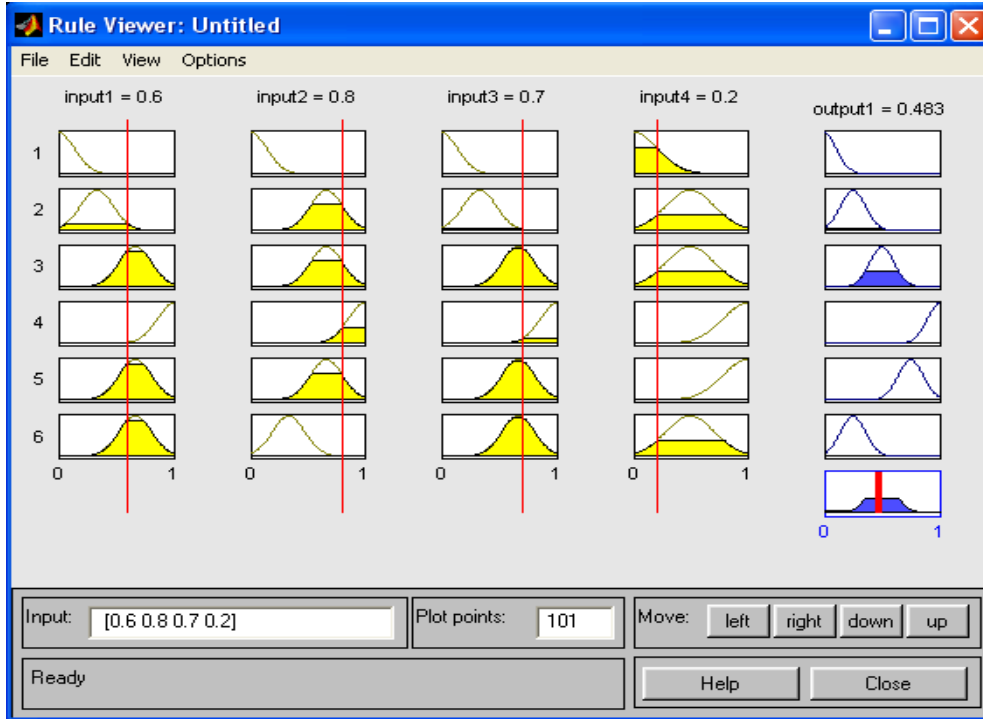 Rule Viewer: Untitled
File Edit View Options
input1 = 0.6 input2 = 0.8 input3 = 0.7 input4 = 0.2 output1 = 0.483
1
2
3
4
5
6
0 1 0 1 0 1 0 1
0 1
Input: [0.6 0.8 0.7 0.2] Plot points: 101 Move: left right down up
Ready Help Close